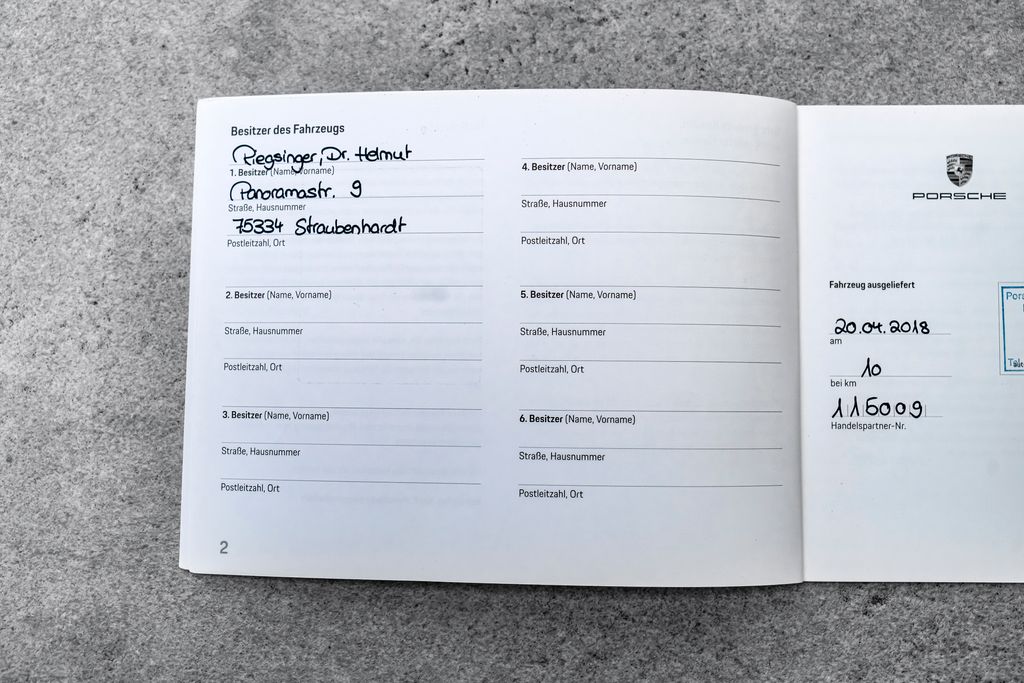 Besitzer des Fahrzeugs
Piegsinger, Dr. Helmut
1. Besitzer (Name, Vorname)
Panoramastr. 9
Straße, Hausnummer
75334 Straubenhardt
Postleitzahl, Ort
2. Besitzer (Name, Vorname)
Straße, Hausnummer
Postleitzahl, Ort
3. Besitzer (Name, Vorname)
Straße, Hausnummer
Postleitzahl, Ort
2
4. Besitzer (Name, Vorname)
Straße, Hausnummer
Postleitzahl, Ort
5. Besitzer (Name, Vorname)
Straße, Hausnummer
Postleitzahl, Ort
6. Besitzer (Name, Vorname)
Straße, Hausnummer
Postleitzahl, Ort
PORSCHE
Fahrzeug ausgeliefert
20.04.2018
am
10
bei km
115009
Handelspartner-Nr.